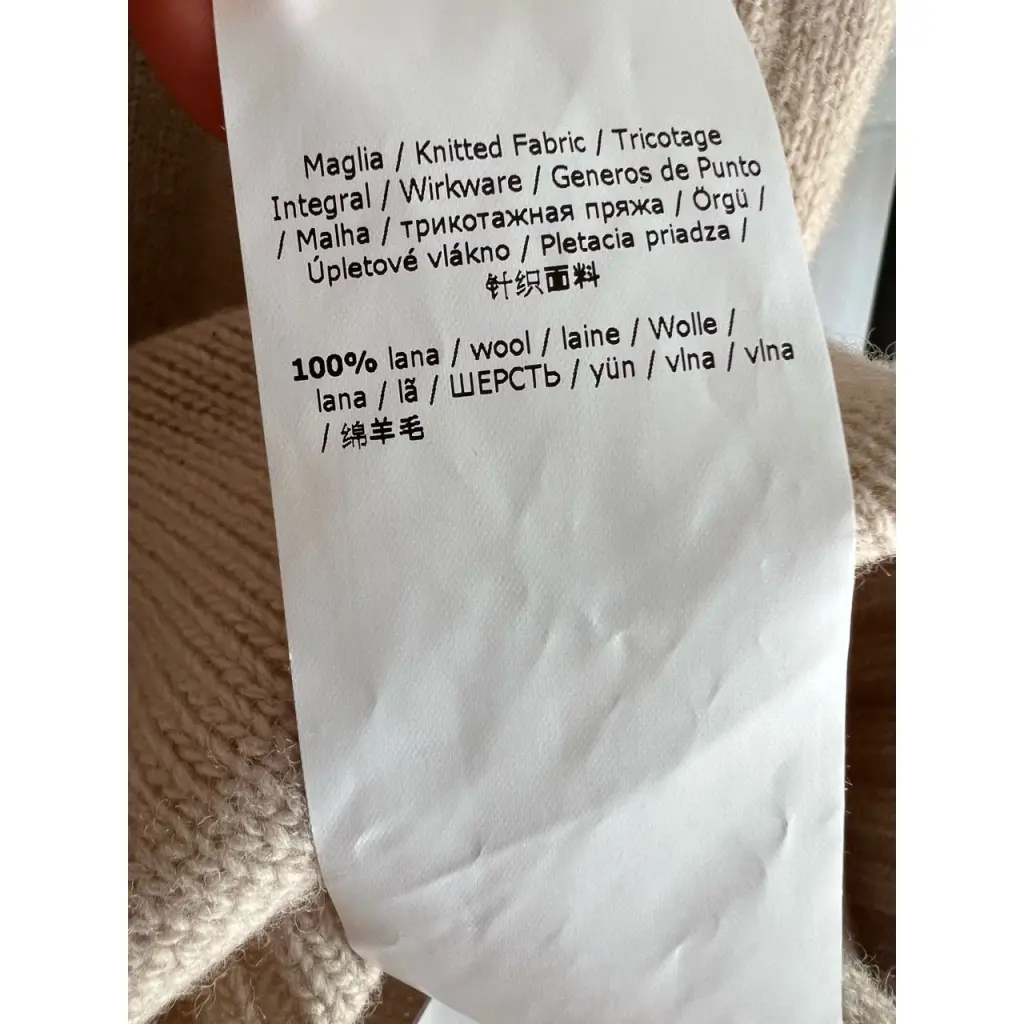 Maglia / Knitted Fabric / Tricotage
Integral / Wirkware / Generos de Punto
/ Malha / трикотажная пряжа / Örgü /
Úpletové vlákno / Pletacia priadza /
针织面料
100% lana / wool / laine / Wolle /
lana / lã / ШЕРСТЬ / yün / vlna / vlna
/ 绵羊毛